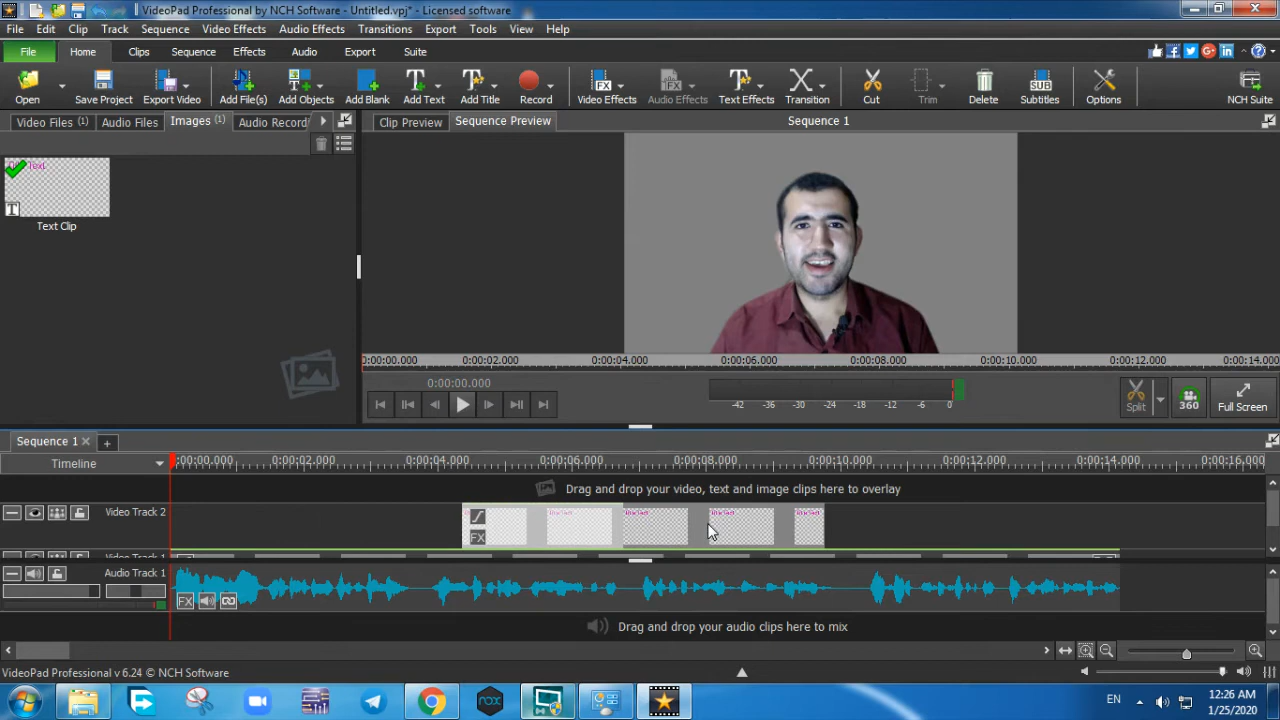 VideoPad Professional by NCH Software - Untitled.vpj* - Licensed software
File Edit Clip Track Sequence Video Effects Audio Effects Transitions Export Tools View Help
File Home Clips Sequence Effects Audio Export Suite
Open Save Project Export Video Add File(s) Add Objects Add Blank Add Text Add Title Record Video Effects Audio Effects Text Effects Transition Cut Trim Delete Subtitles Options NCH Suite
Video Files (1) Audio Files Images (1) Audio Record
Clip Preview Sequence Preview Sequence 1
Text
T
Text Clip
0:00:00.000 0:00:02.000 0:00:04.000 0:00:06.000 0:00:08.000 0:00:10.000 0:00:12.000 0:00:14.000
0:00:00.000
-42 -36 -30 -24 -18 -12 -6 0
Split 360 Full Screen
Sequence 1
Timeline
:00:00.000 0:00:02.000 0:00:04.000 0:00:06.000 0:00:08.000 0:00:10.000 0:00:12.000 0:00:14.000 0:00:16.000
Drag and drop your video, text and image clips here to overlay
Video Track 2
FX
Audio Track 1
FX
Drag and drop your audio clips here to mix
VideoPad Professional v 6.24 © NCH Software
nox
EN
12:26 AM
1/25/2020